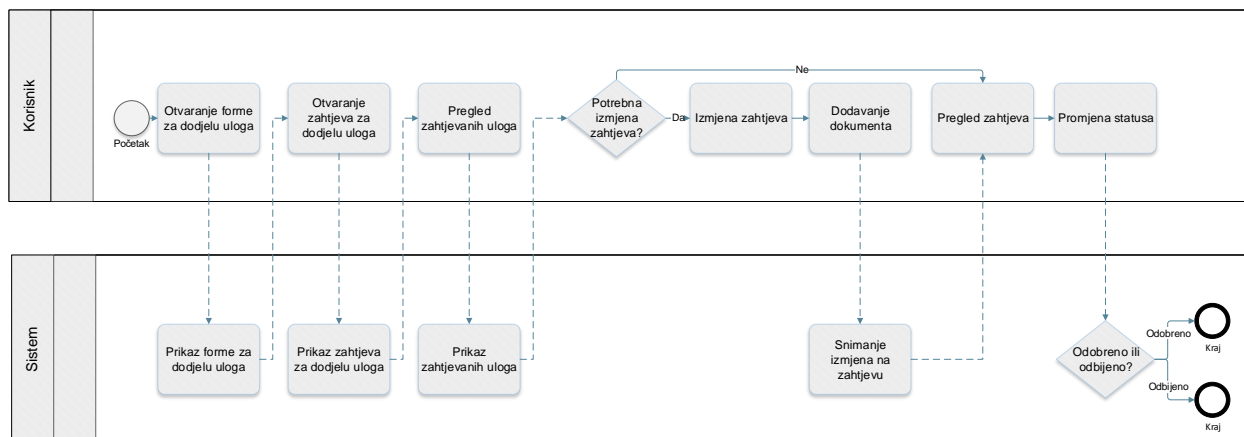 Korisnik
Početak
Otvaranje forme
za dodjelu uloga
Otvaranje
zahtjeva za
dodjelu uloga
Pregled
zahtjevanih uloga
Potrebna
izmjena
zahtjeva?
Ne
Da
Izmjena zahtjeva
Dodavanje
dokumenta
Pregled zahtjeva
Promjena statusa
Sistem
Prikaz forme za
dodjelu uloga
Prikaz zahtjeva
za dodjelu uloga
Prikaz
zahtjevanih uloga
Snimanje
izmjena na
zahtjevu
Odobreno ili
odbijeno?
Odobreno
Kraj
Odbijeno
Kraj